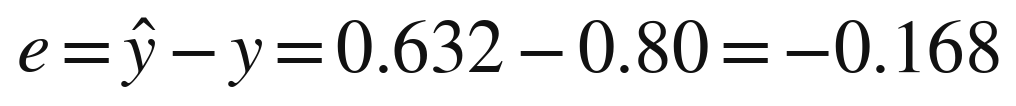 e = ŷ − y = 0.632 − 0.80 = −0.168